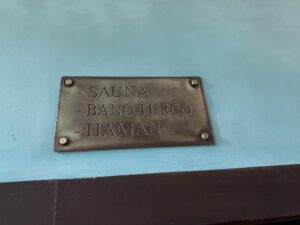 - SAUNA
- BAÑO TURCO
- HAMAN